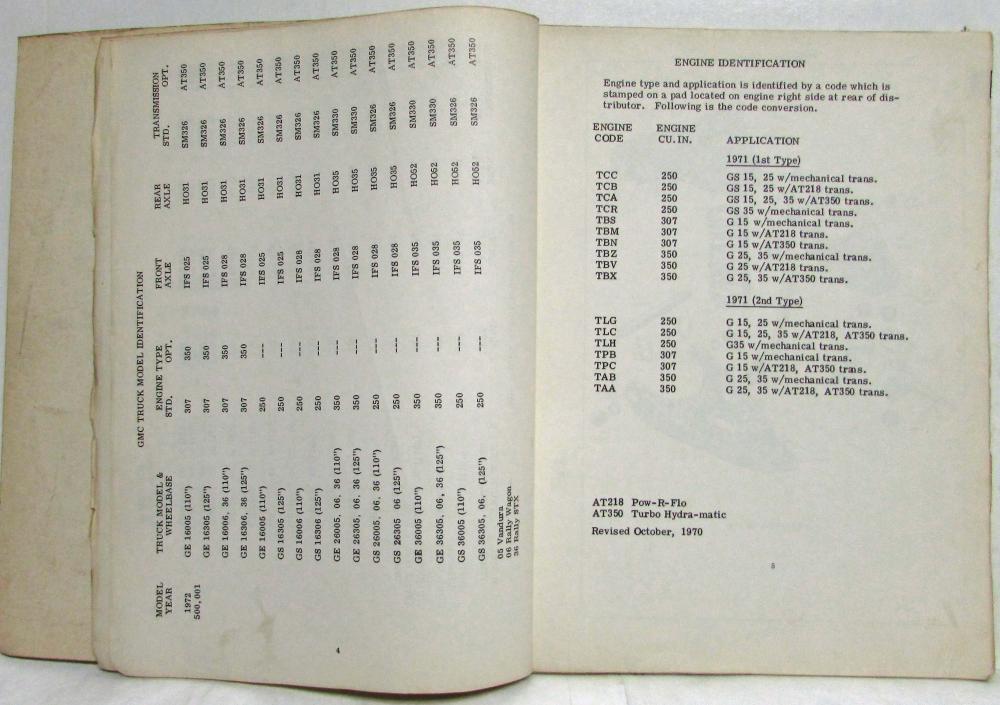 GMC TRUCK MODEL IDENTIFICATION
MODEL YEAR TRUCK MODEL & WHEELBASE ENGINE TYPE STD. OPT. FRONT AXLE REAR AXLE TRANSMISSION STD. OPT.
1972 GE 16005 (110") 307 350 IFS 025 HO31 SM326 AT350
500,001 GE 16305 (125") 307 350 IFS 025 HO31 SM326 AT350
GE 16006, 36 (110") 307 350 IFS 028 HO31 SM326 AT350
GE 16306, 36 (125") 307 350 IFS 028 HO31 SM326 AT350
GS 16005 (110") 250 --- IFS 025 HO31 SM326 AT350
GS 16305 (125") 250 --- IFS 025 HO31 SM326 AT350
GS 16006 (110") 250 --- IFS 028 HO31 SM326 AT350
GS 16306 (125") 250 --- IFS 028 HO31 SM326 AT350
GE 26005, 06, 36 (110") 350 --- IFS 028 HO35 SM330 AT350
GE 26305, 06, 36 (125") 350 --- IFS 028 HO35 SM330 AT350
GS 26005, 06, 36 (110") 250 --- IFS 028 HO35 SM326 AT350
GS 26305 06 (125") 250 --- IFS 028 HO35 SM326 AT350
GE 36005 (110") 350 --- IFS 035 HO52 SM330 AT350
GE 36305, 06, 36 (125") 350 --- IFS 035 HO52 SM330 AT350
GS 36005 (110") 250 --- IFS 035 HO52 SM326 AT350
GS 36305, 06, (125") 250 --- IFS 035 HO52 SM326 AT350
05 Vandura
06 Rally Wagon
36 Rally STX
4
ENGINE IDENTIFICATION
Engine type and application is identified by a code which is
stamped on a pad located on engine right side at rear of dis-
tributor. Following is the code conversion.
ENGINE ENGINE
CODE CU.IN. APPLICATION
1971 (1st Type)
TCC 250 GS 15, 25 w/mechanical trans.
TCB 250 GS 15, 25 w/AT218 trans.
TCA 250 GS 15, 25, 35 w/AT350 trans.
TCR 250 GS 35 w/mechanical trans.
TBS 307 G 15 w/mechanical trans.
TBM 307 G 15 w/AT218 trans.
TBN 307 G 15 w/AT350 trans.
TBZ 350 G 25, 35 w/mechanical trans.
TBV 350 G 25 w/AT218 trans.
TBX 350 G 25, 35 w/AT350 trans.
1971 (2nd Type)
TLG 250 G 15, 25 w/mechanical trans.
TLC 250 G 15, 25, 35 w/AT218, AT350 trans.
TLH 250 G35 w/mechanical trans.
TPB 307 G 15 w/mechanical trans.
TPC 307 G 15 w/AT218, AT350 trans.
TAB 350 G 25, 35 w/mechanical trans.
TAA 350 G 25, 35 w/AT218, AT350 trans.
AT218 Pow-R-Flo
AT350 Turbo Hydra-matic
Revised October, 1970
5